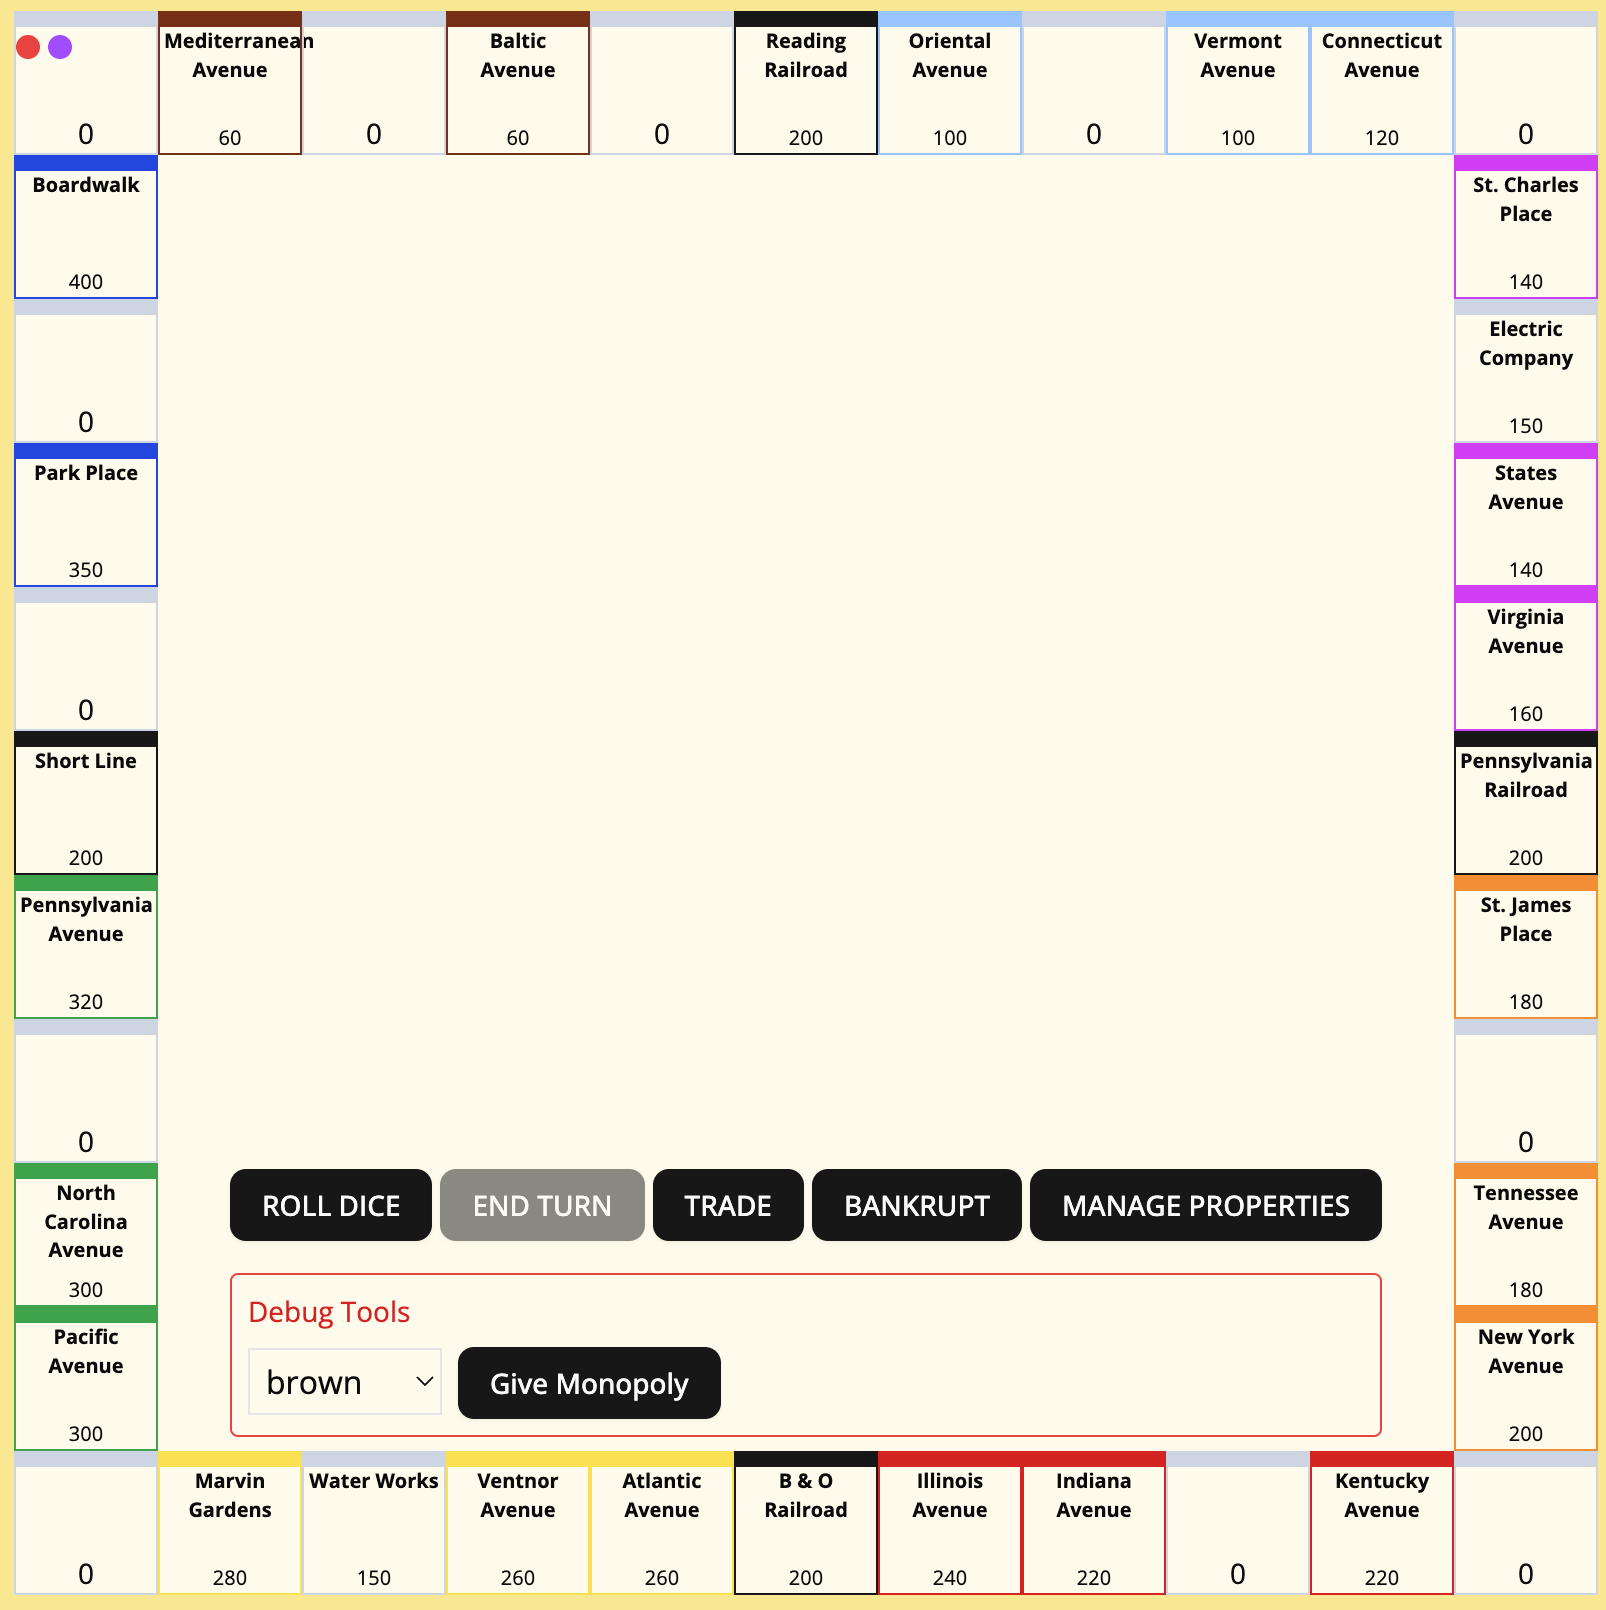 Mediterranean
Avenue
0
60
0
Baltic
Avenue
60
0
Reading
Railroad
200
Oriental
Avenue
100
0
Vermont
Avenue
100
Connecticut
Avenue
120
0
Boardwalk
400
St. Charles
Place
140
0
Electric
Company
150
Park Place
350
States
Avenue
140
0
Virginia
Avenue
160
Short Line
200
Pennsylvania
Railroad
200
Pennsylvania
Avenue
320
St. James
Place
180
0
0
North
Carolina
Avenue
300
Tennessee
Avenue
180
Pacific
Avenue
300
New York
Avenue
200
ROLL DICE
END TURN
TRADE
BANKRUPT
MANAGE PROPERTIES
Debug Tools
brown
Give Monopoly
0
Marvin
Gardens
280
Water Works
150
Ventnor
Avenue
260
Atlantic
Avenue
260
B & O
Railroad
200
Illinois
Avenue
240
Indiana
Avenue
220
0
Kentucky
Avenue
220
0